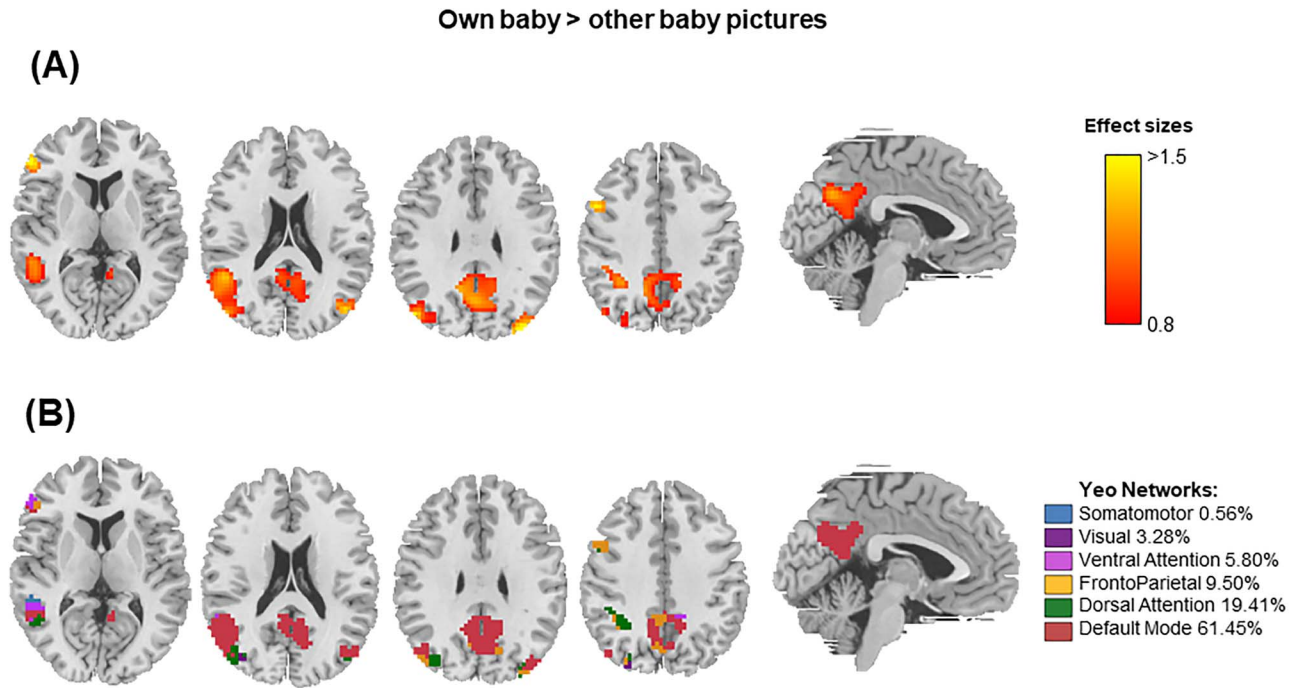 Own baby > other baby pictures
(A)
Effect sizes
>1.5
0.8
(B)
Yeo Networks:
Somatomotor 0.56%
Visual 3.28%
Ventral Attention 5.80%
FrontoParietal 9.50%
Dorsal Attention 19.41%
Default Mode 61.45%